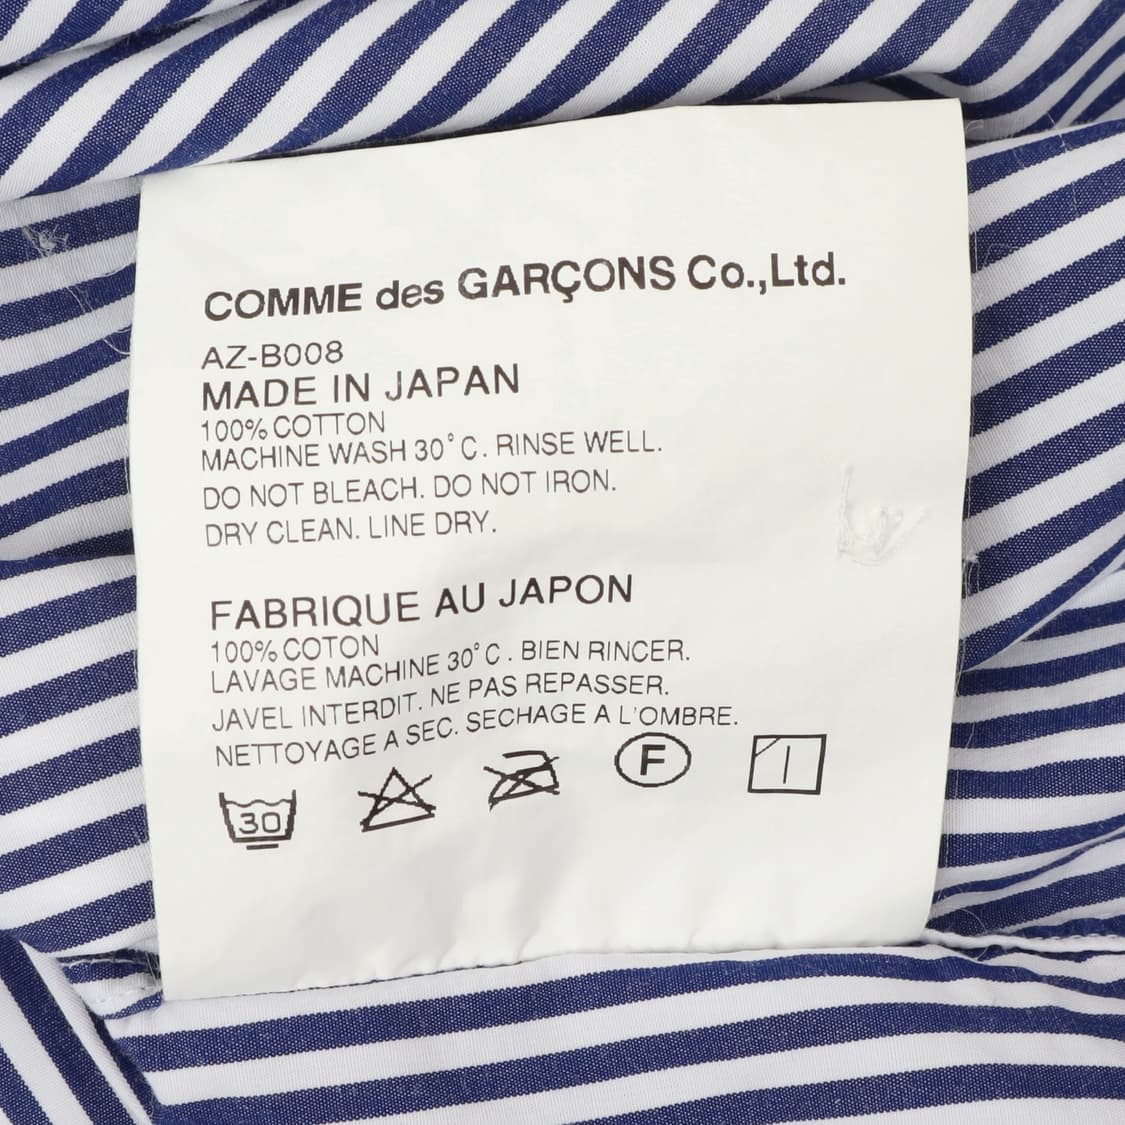 COMME des GARÇONS Co.,Ltd.
AZ-B008
MADE IN JAPAN
100% COTTON
MACHINE WASH 30°C. RINSE WELL.
DO NOT BLEACH. DO NOT IRON.
DRY CLEAN. LINE DRY.
FABRIQUE AU JAPON
100% COTON
LAVAGE MACHINE 30°C. BIEN RINCER.
JAVEL INTERDIT. NE PAS REPASSER.
NETTOYAGE A SEC. SECHAGE A L'OMBRE.
30 F